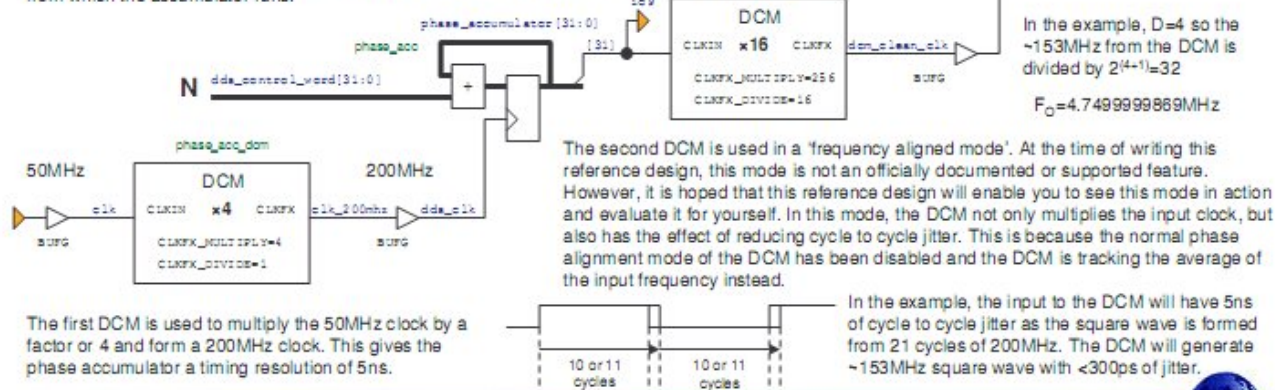 phase_accumulator[31:0]
DCM
CLKIN x16 CLKFX
CLKFX_MULTIPLY=256
CLKFX_DIVIDE=16
dcm_clean_clk
BUFG
[31]
phase_acc
+
N dds_control_word[31:0]
In the example, D=4 so the
~153MHz from the DCM is
divided by 2(4+1)=32
FO=4.7499999869MHz
phase_acc_dcm
50MHz
200MHz
DCM
clk
CLKIN x4 CLKFX
clk_200mhz
dds_clk
BUFG
BUFG
CLKFX_MULTIPLY=4
CLKFX_DIVIDE=1
The second DCM is used in a 'frequency aligned mode'. At the time of writing this
reference design, this mode is not an officially documented or supported feature.
However, it is hoped that this reference design will enable you to see this mode in action
and evaluate it for yourself. In this mode, the DCM not only multiplies the input clock, but
also has the effect of reducing cycle to cycle jitter. This is because the normal phase
alignment mode of the DCM has been disabled and the DCM is tracking the average of
the input frequency instead.
The first DCM is used to multiply the 50MHz clock by a
factor or 4 and form a 200MHz clock. This gives the
phase accumulator a timing resolution of 5ns.
10 or 11
cycles
10 or 11
cycles
In the example, the input to the DCM will have 5ns
of cycle to cycle jitter as the square wave is formed
from 21 cycles of 200MHz. The DCM will generate
~153MHz square wave with <300ps of jitter.